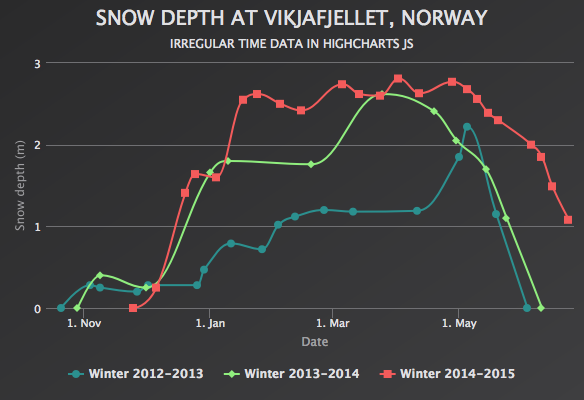 SNOW DEPTH AT VIKJAFJELLET, NORWAY
IRREGULAR TIME DATA IN HIGHCHARTS JS
Snow depth (m)
3
2
1
0
1. Nov 1. Jan 1. Mar 1. May
Date
Winter 2012-2013 Winter 2013-2014 Winter 2014-2015